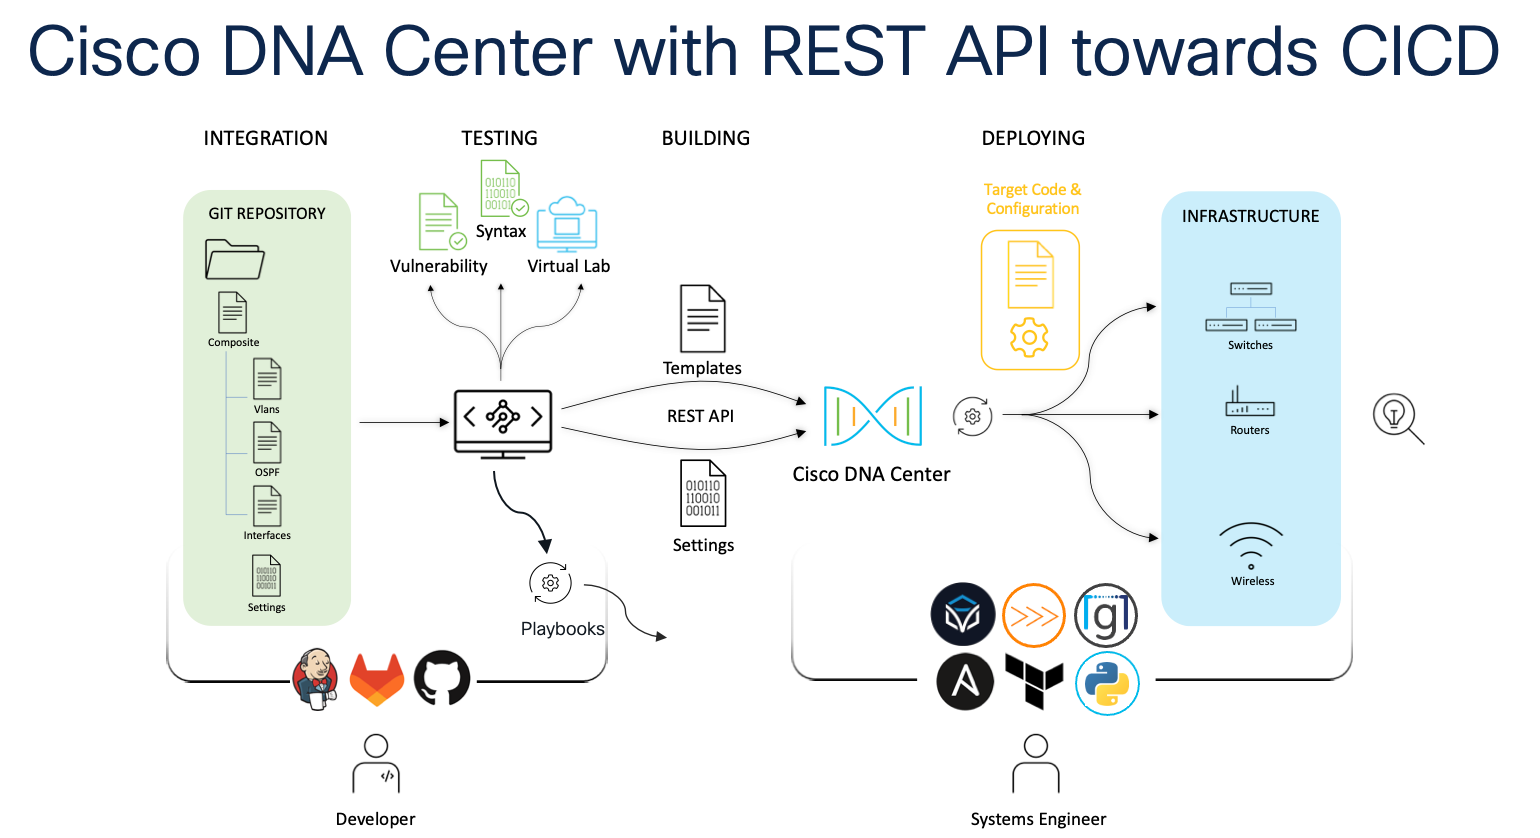 Cisco DNA Center with REST API towards CICD
INTEGRATION
TESTING
BUILDING
DEPLOYING
GIT REPOSITORY
Composite
Vlans
OSPF
Interfaces
010110
110010
001011
Settings
010110
110010
00101
Syntax
Vulnerability
Virtual Lab
Templates
REST API
010110
110010
001011
Settings
Playbooks
Cisco DNA Center
Target Code &
Configuration
INFRASTRUCTURE
Switches
Routers
Wireless
Developer
Systems Engineer